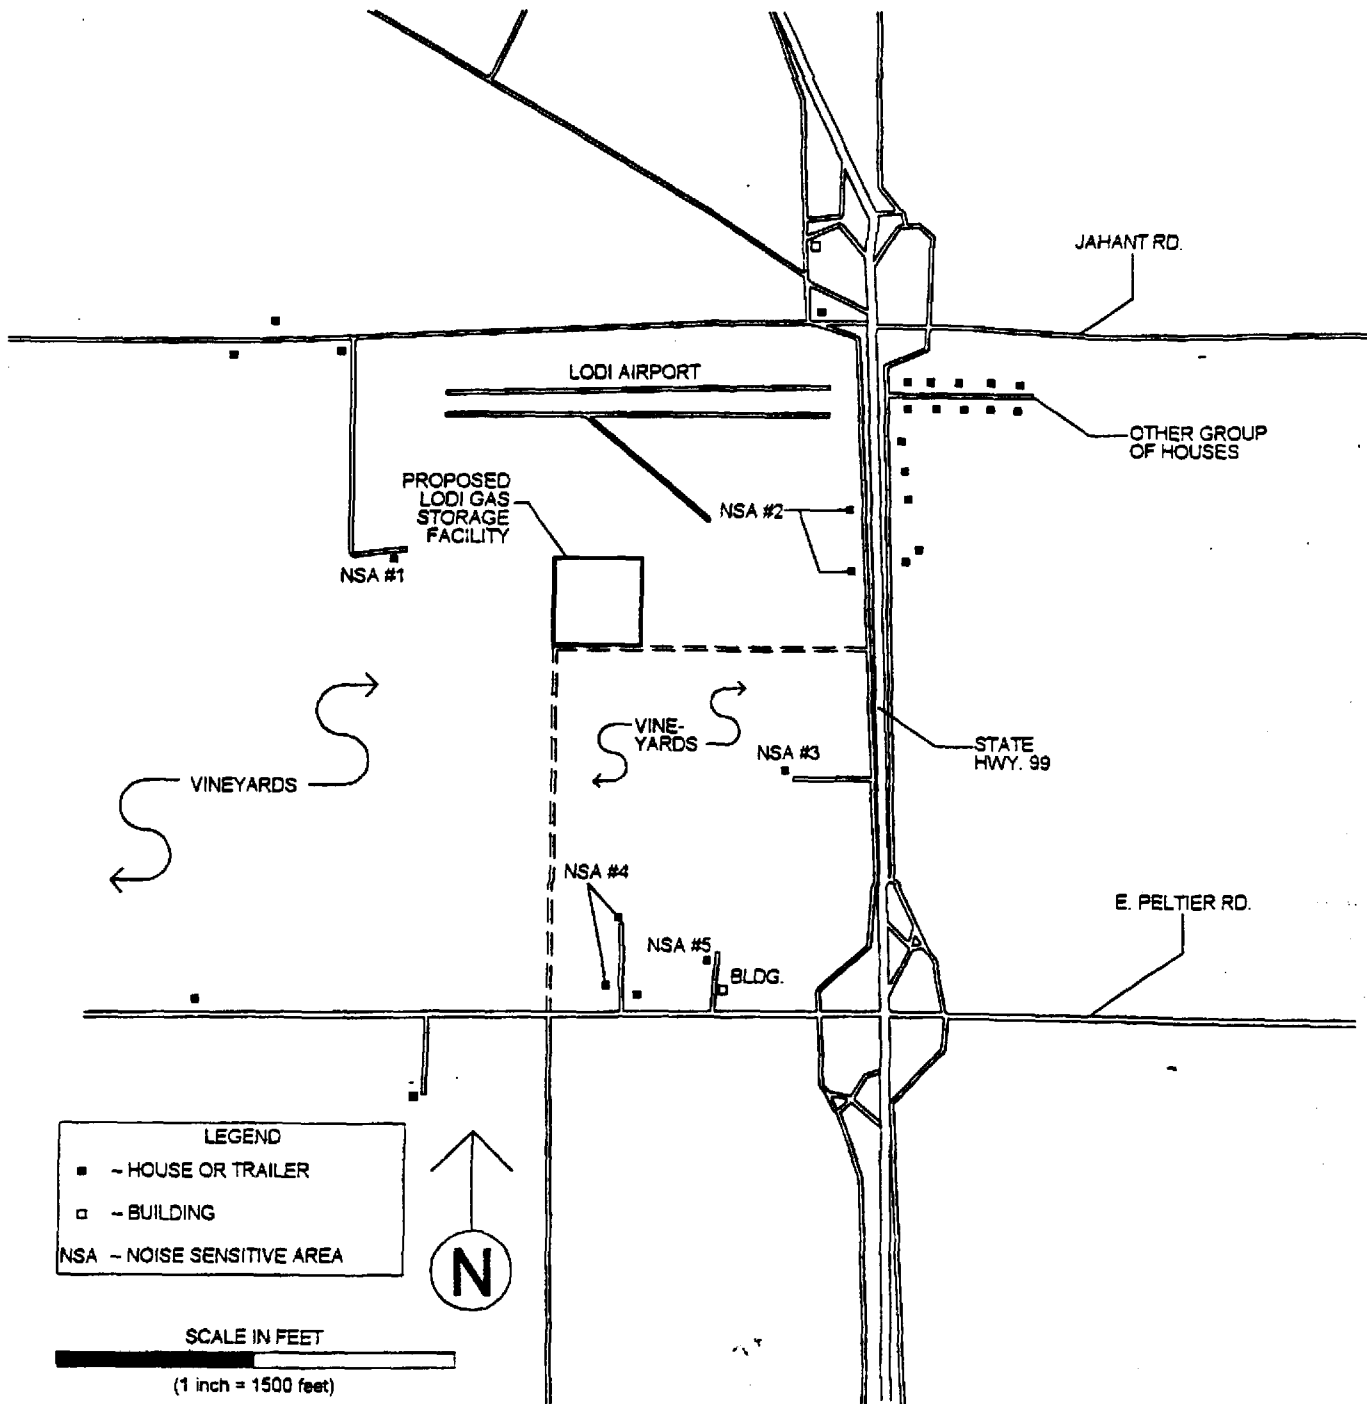 JAHANT RD.
LODI AIRPORT
OTHER GROUP
OF HOUSES
PROPOSED
LODI GAS
STORAGE
FACILITY
NSA #2
NSA #1
VINE-
YARDS
NSA #3
STATE
HWY. 99
VINEYARDS
NSA #4
E. PELTIER RD.
NSA #5
BLDG.
LEGEND
~ HOUSE OR TRAILER
~ BUILDING
NSA ~ NOISE SENSITIVE AREA
N
SCALE IN FEET
(1 inch = 1500 feet)